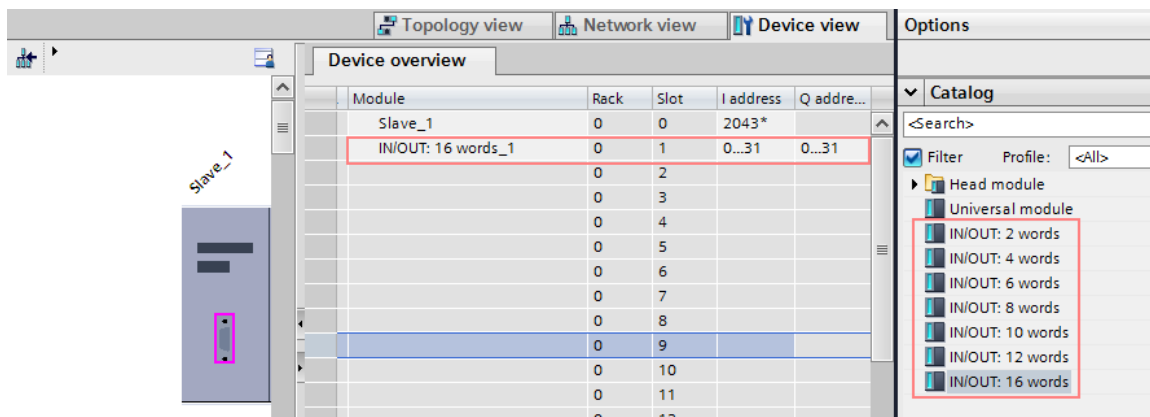 Topology view Network view Device view Options
Device overview
Catalog
Module Rack Slot I address Q addre...
Slave_1 0 0 2043*
<Search>
IN/OUT: 16 words_1 0 1 0...31 0...31
Filter Profile: <All>
0 2
Slave_1
0 3
Head module
0 4
Universal module
0 5
IN/OUT: 2 words
0 6
IN/OUT: 4 words
0 7
IN/OUT: 6 words
0 8
IN/OUT: 8 words
0 9
IN/OUT: 10 words
0 10
IN/OUT: 12 words
0 11
IN/OUT: 16 words